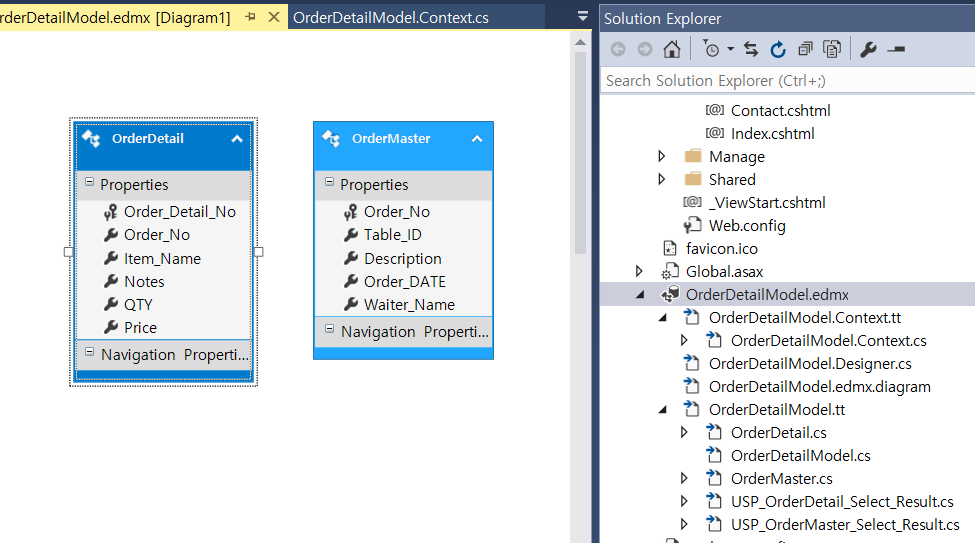 rderDetailModel.edmx [Diagram1]
OrderDetailModel.Context.cs
OrderDetail
Properties
Order_Detail_No
Order_No
Item_Name
Notes
QTY
Price
Navigation Properti...
OrderMaster
Properties
Order_No
Table_ID
Description
Order_DATE
Waiter_Name
Navigation Properti...
Solution Explorer
Search Solution Explorer (Ctrl+;)
[@] Contact.cshtml
[@] Index.cshtml
Manage
Shared
[@] _ViewStart.cshtml
Web.config
favicon.ico
Global.asax
OrderDetailModel.edmx
OrderDetailModel.Context.tt
OrderDetailModel.Context.cs
OrderDetailModel.Designer.cs
OrderDetailModel.edmx.diagram
OrderDetailModel.tt
OrderDetail.cs
OrderDetailModel.cs
OrderMaster.cs
USP_OrderDetail_Select_Result.cs
USP_OrderMaster_Select_Result.cs